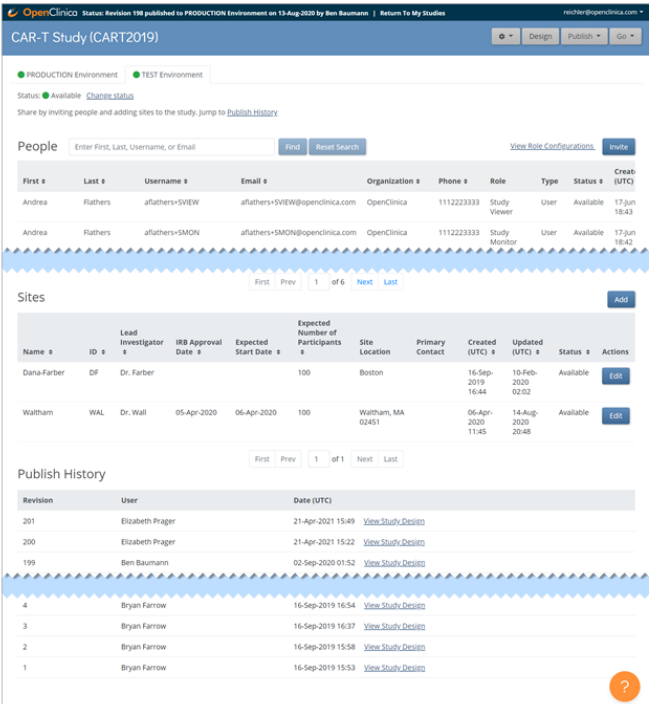 OpenClinica Status: Revision 198 published to PRODUCTION Environment on 13-Aug-2020 by Ben Baumann | Return To My Studies reichler@openclinica.com
CAR-T Study (CART2019) Design Publish Go
PRODUCTION Environment TEST Environment
Status: Available Change status
Share by inviting people and adding sites to the study. Jump to Publish History
People Enter First, Last, Username, or Email Find Reset Search View Role Configurations Invite
First Last Username Email Organization Phone Role Type Status Create (UTC)
Andrea Flathers aflathers+SVIEW aflathers+SVIEW@openclinica.com OpenClinica 1112223333 Study Viewer User Available 17-Jun 18:43
Andrea Flathers aflathers+SMON aflathers+SMON@openclinica.com OpenClinica 1112223333 Study Monitor User Available 17-Jun 18:42
First Prev 1 of 6 Next Last
Sites Add
Name ID Lead Investigator IRB Approval Date Expected Start Date Expected Number of Participants Site Location Primary Contact Created (UTC) Updated (UTC) Status Actions
Dana-Farber DF Dr. Farber 100 Boston 16-Sep-2019 16:44 10-Feb-2020 02:02 Available Edit
Waltham WAL Dr. Wall 05-Apr-2020 06-Apr-2020 100 Waltham, MA 02451 06-Apr-2020 11:45 14-Aug-2020 20:48 Available Edit
First Prev 1 of 1 Next Last
Publish History
Revision User Date (UTC)
201 Elizabeth Prager 21-Apr-2021 15:49 View Study Design
200 Elizabeth Prager 21-Apr-2021 15:22 View Study Design
199 Ben Baumann 02-Sep-2020 01:52 View Study Design
4 Bryan Farrow 16-Sep-2019 16:54 View Study Design
3 Bryan Farrow 16-Sep-2019 16:37 View Study Design
2 Bryan Farrow 16-Sep-2019 15:58 View Study Design
1 Bryan Farrow 16-Sep-2019 15:53 View Study Design
?